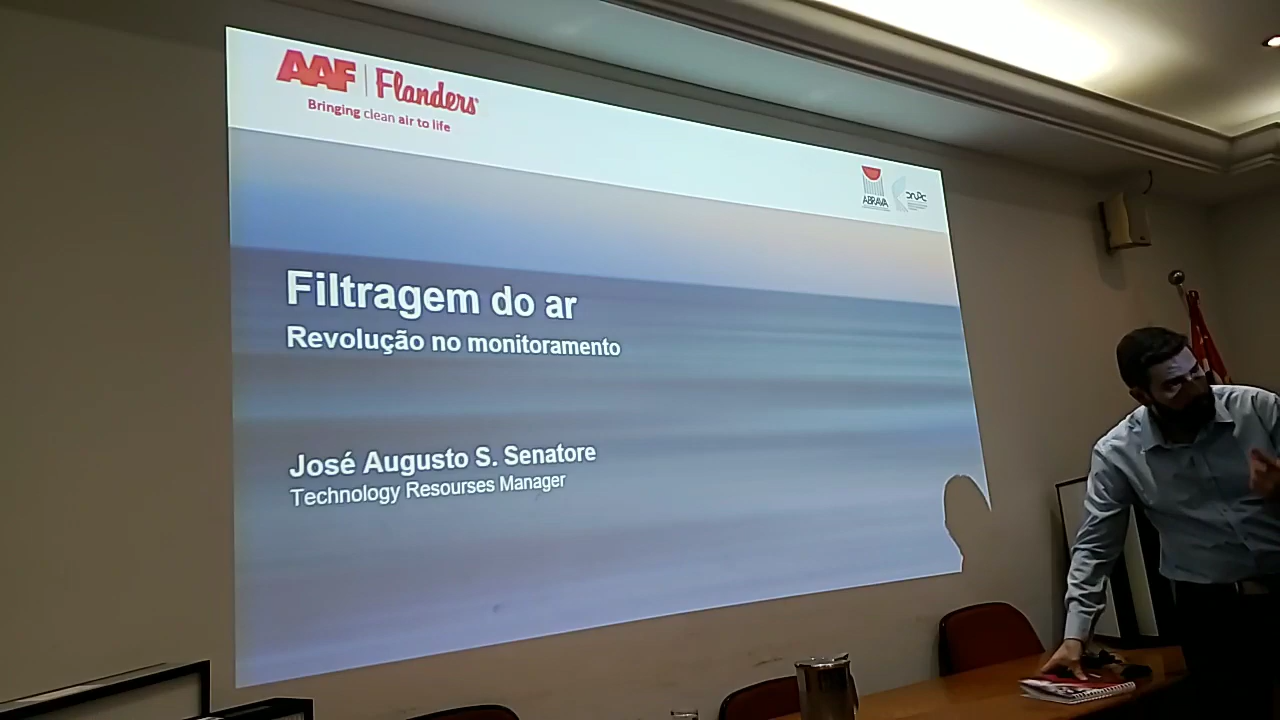 AAF | Flanders
Bringing clean air to life
ABRAVA
Filtragem do ar
Revolução no monitoramento
José Augusto S. Senatore
Technology Resourses Manager